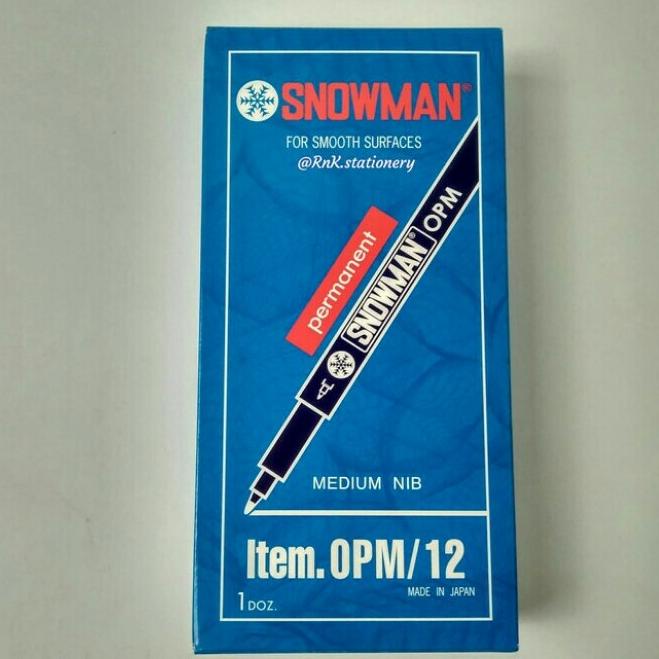 SNOWMAN®
FOR SMOOTH SURFACES
@RnK.stationery
permanent
SNOWMAN® OPM
MEDIUM NIB
Item. OPM/12
MADE IN JAPAN
1 DOZ.